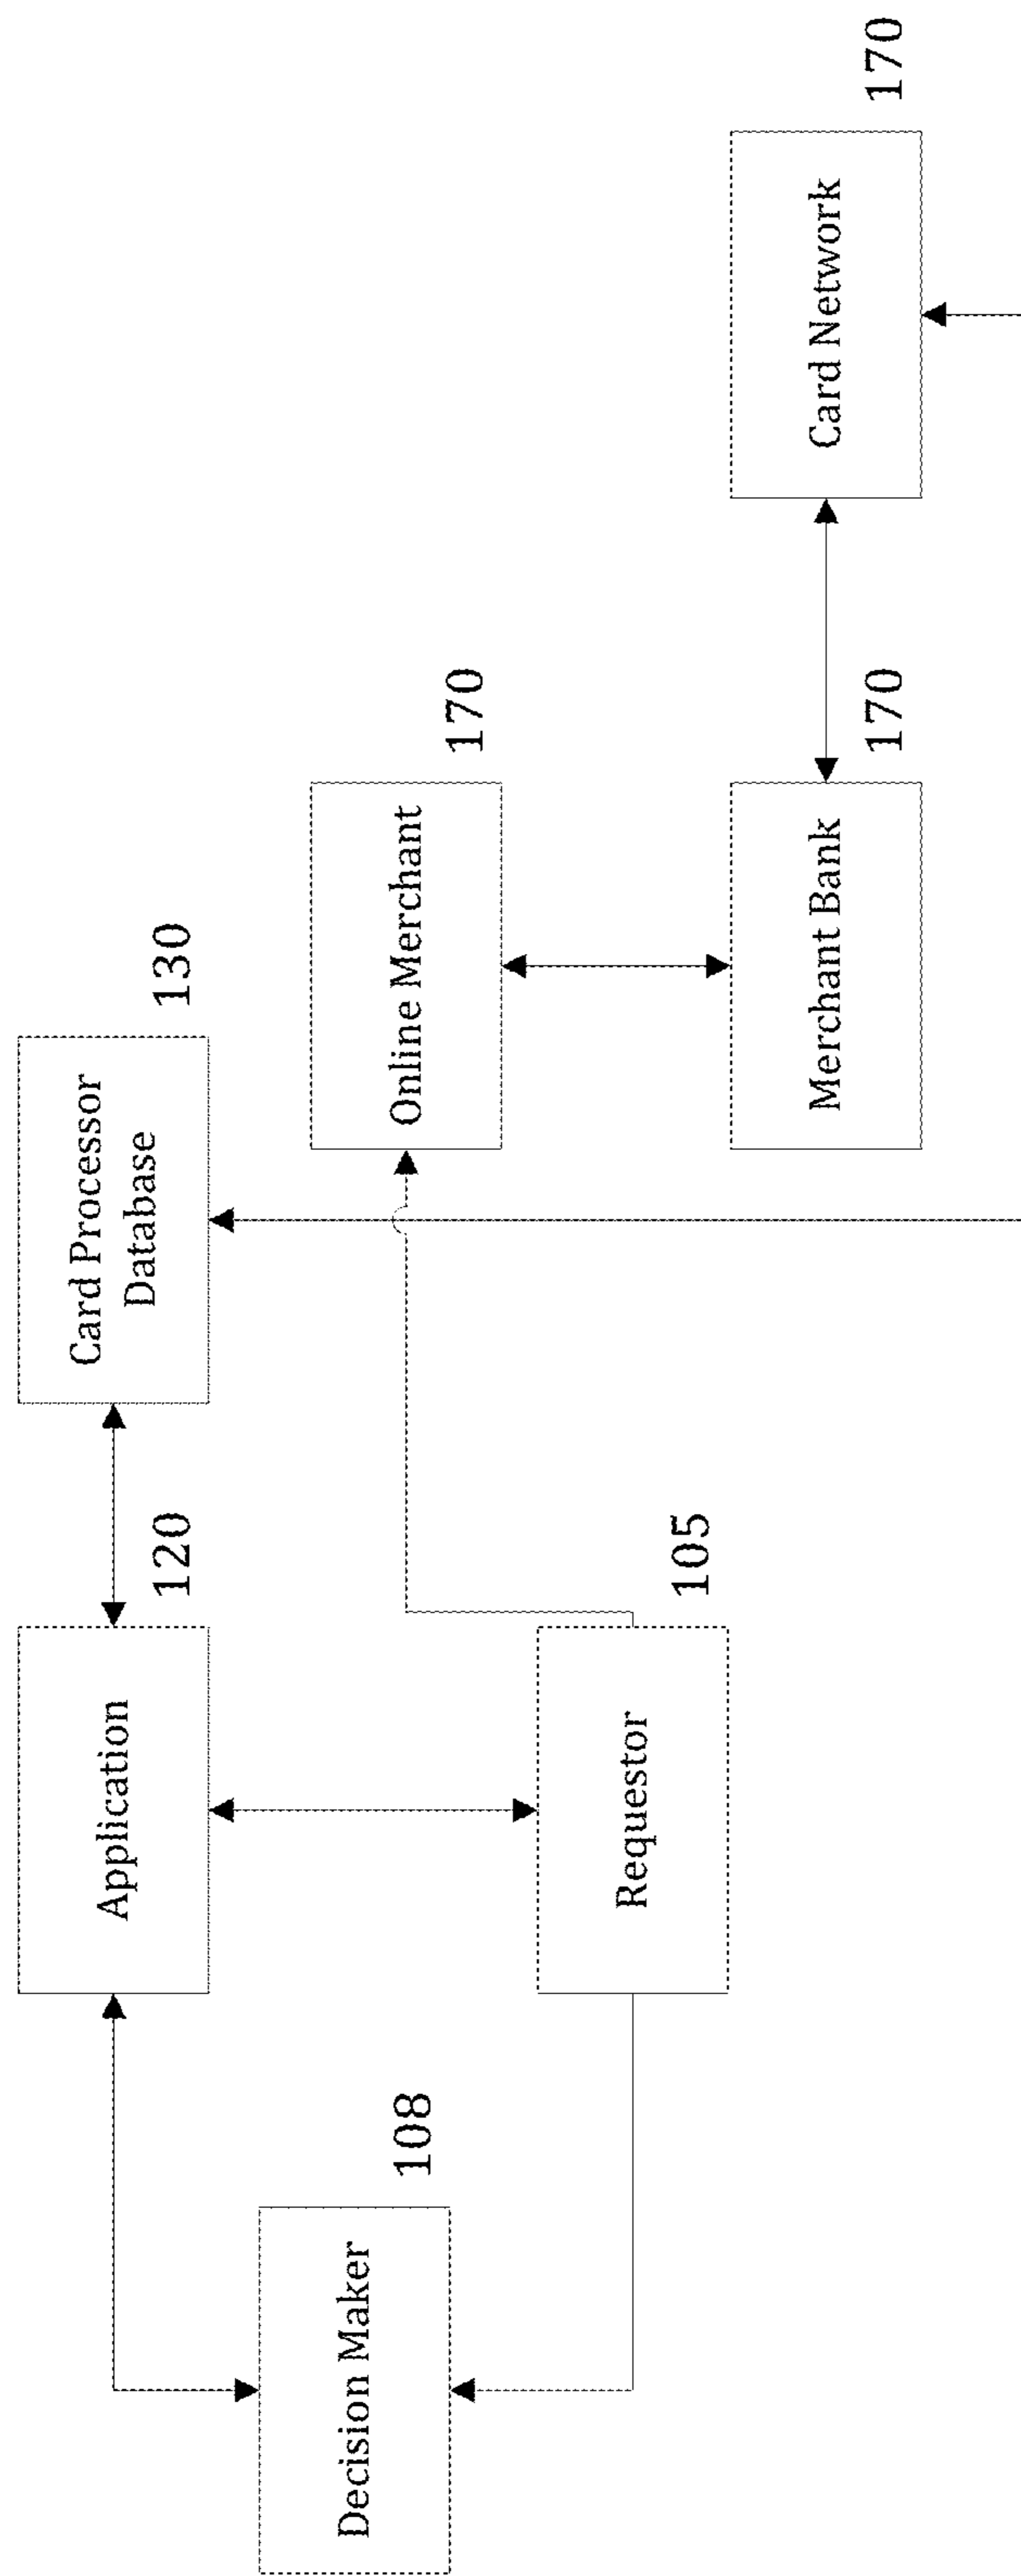 Application
120
Card Processor
Database
130
Decision Maker
108
Online Merchant
170
Requestor
105
Merchant Bank
170
Card Network
170